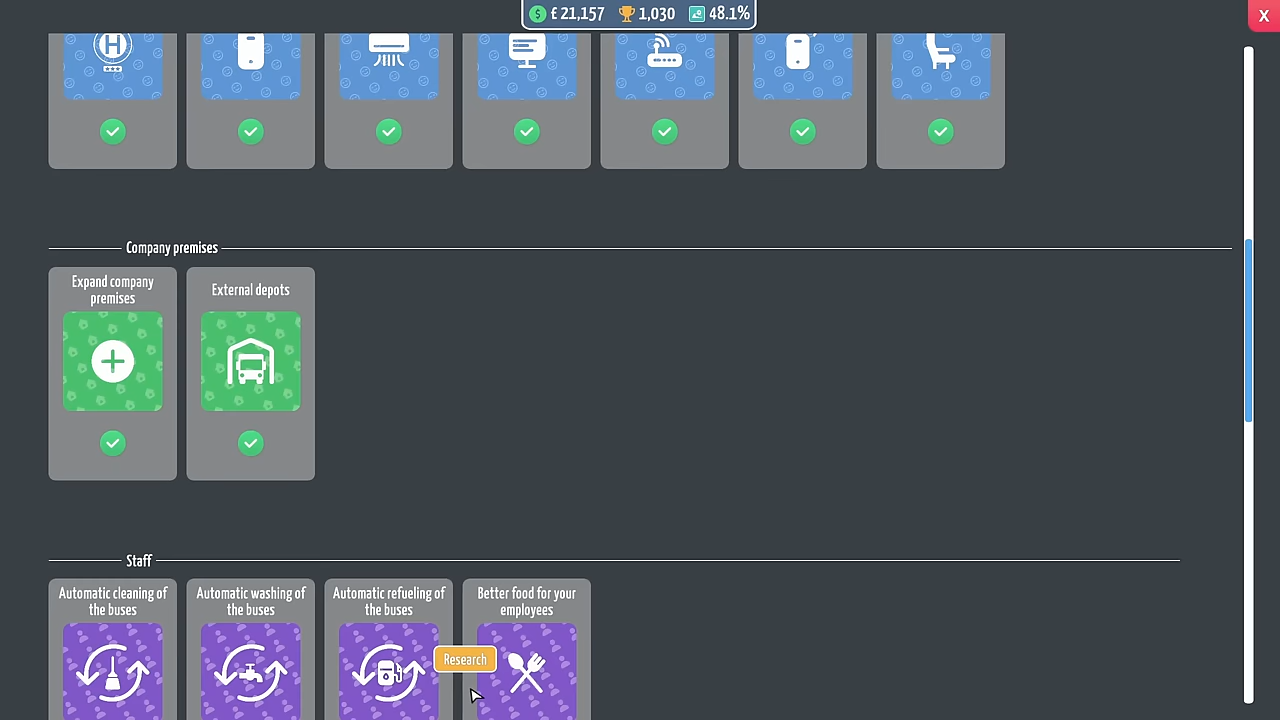 £ 21,157 1,030 48.1%
X
H
Company premises
Expand company
premises
External depots
Staff
Automatic cleaning of
the buses
Automatic washing of
the buses
Automatic refueling of
the buses
Better food for your
employees
Research